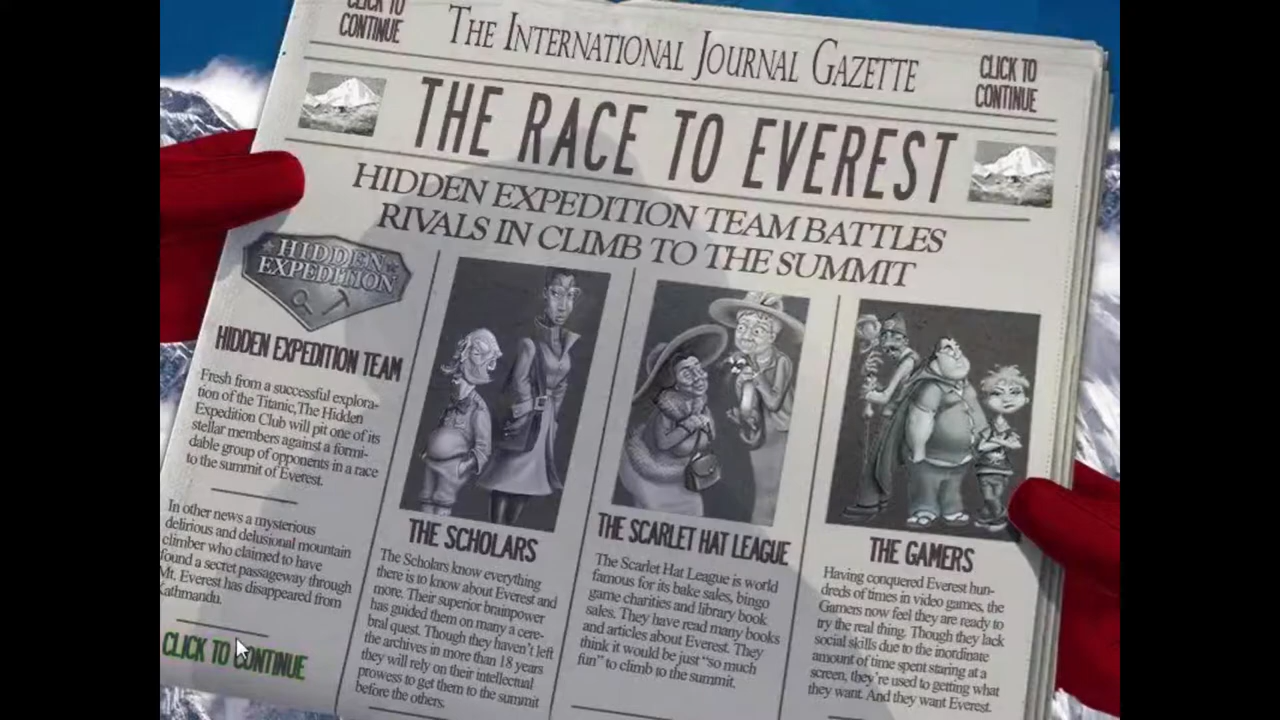 CLICK TO
CONTINUE
THE INTERNATIONAL JOURNAL GAZETTE
CLICK TO
CONTINUE
THE RACE TO EVEREST
HIDDEN EXPEDITION TEAM BATTLES
RIVALS IN CLIMB TO THE SUMMIT
HIDDEN
EXPEDITION
HIDDEN EXPEDITION TEAM
Fresh from a successful explora-
tion of the Titanic, The Hidden
Expedition Club will pit one of its
stellar members against a formi-
dable group of opponents in a race
to the summit of Everest.
In other news a mysterious
delirious and delusional mountain
climber who claimed to have
found a secret passageway through
Mt. Everest has disappeared from
Kathmandu.
CLICK TO CONTINUE
THE SCHOLARS
The Scholars know everything
there is to know about Everest and
more. Their superior brainpower
has guided them on many a cere-
bral quest. Though they haven't left
the archives in more than 18 years
they will rely on their intellectual
prowess to get them to the summit
before the others.
THE SCARLET HAT LEAGUE
The Scarlet Hat League is world
famous for its bake sales, bingo
game charities and library book
sales. They have read many books
and articles about Everest. They
think it would be just "so much
fun" to climb to the summit.
THE GAMERS
Having conquered Everest hun-
dreds of times in video games, the
Gamers now feel they are ready to
try the real thing. Though they lack
social skills due to the inordinate
amount of time spent staring at a
screen, they're used to getting what
they want. And they want Everest.